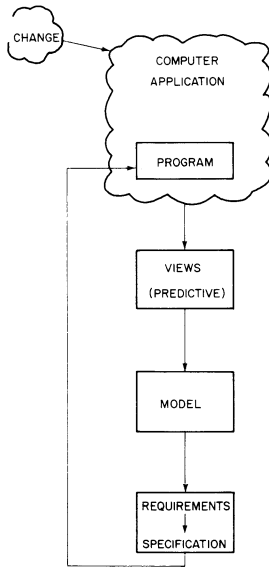 CHANGE
COMPUTER
APPLICATION
PROGRAM
VIEWS
(PREDICTIVE)
MODEL
REQUIREMENTS
SPECIFICATION